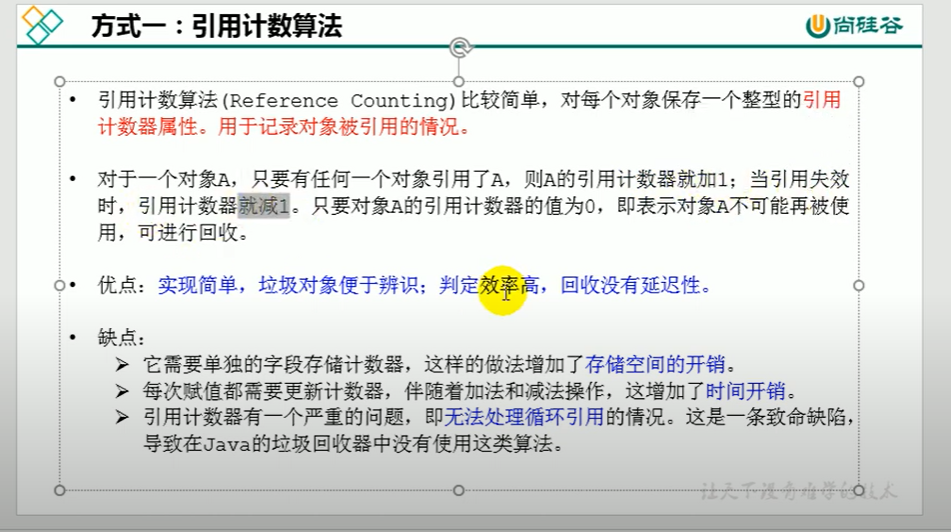 方式一：引用计数算法
尚硅谷
• 引用计数算法(Reference Counting)比较简单，对每个对象保存一个整型的引用
计数器属性。用于记录对象被引用的情况。
• 对于一个对象A，只要有任何一个对象引用了A，则A的引用计数器就加1；当引用失效
时，引用计数器就减1。只要对象A的引用计数器的值为0，即表示对象A不可能再被使
用，可进行回收。
• 优点：实现简单，垃圾对象便于辨识；判定效率高，回收没有延迟性。
• 缺点：
➢ 它需要单独的字段存储计数器，这样的做法增加了存储空间的开销。
➢ 每次赋值都需要更新计数器，伴随着加法和减法操作，这增加了时间开销。
➢ 引用计数器有一个严重的问题，即无法处理循环引用的情况。这是一条致命缺陷，
导致在Java的垃圾回收器中没有使用这类算法。
让天下没有难学的技术